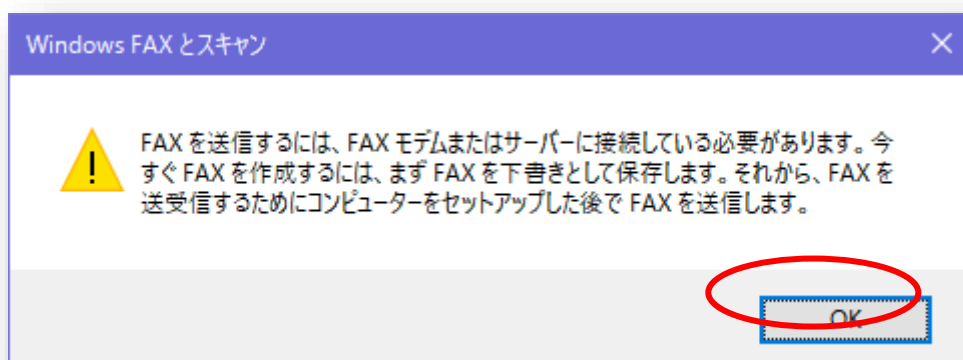 Windows FAX とスキャン
FAX を送信するには、FAX モデムまたはサーバーに接続している必要があります。今
すぐ FAX を作成するには、まず FAX を下書きとして保存します。それから、FAX を
送受信するためにコンピューターをセットアップした後で FAX を送信します。
OK